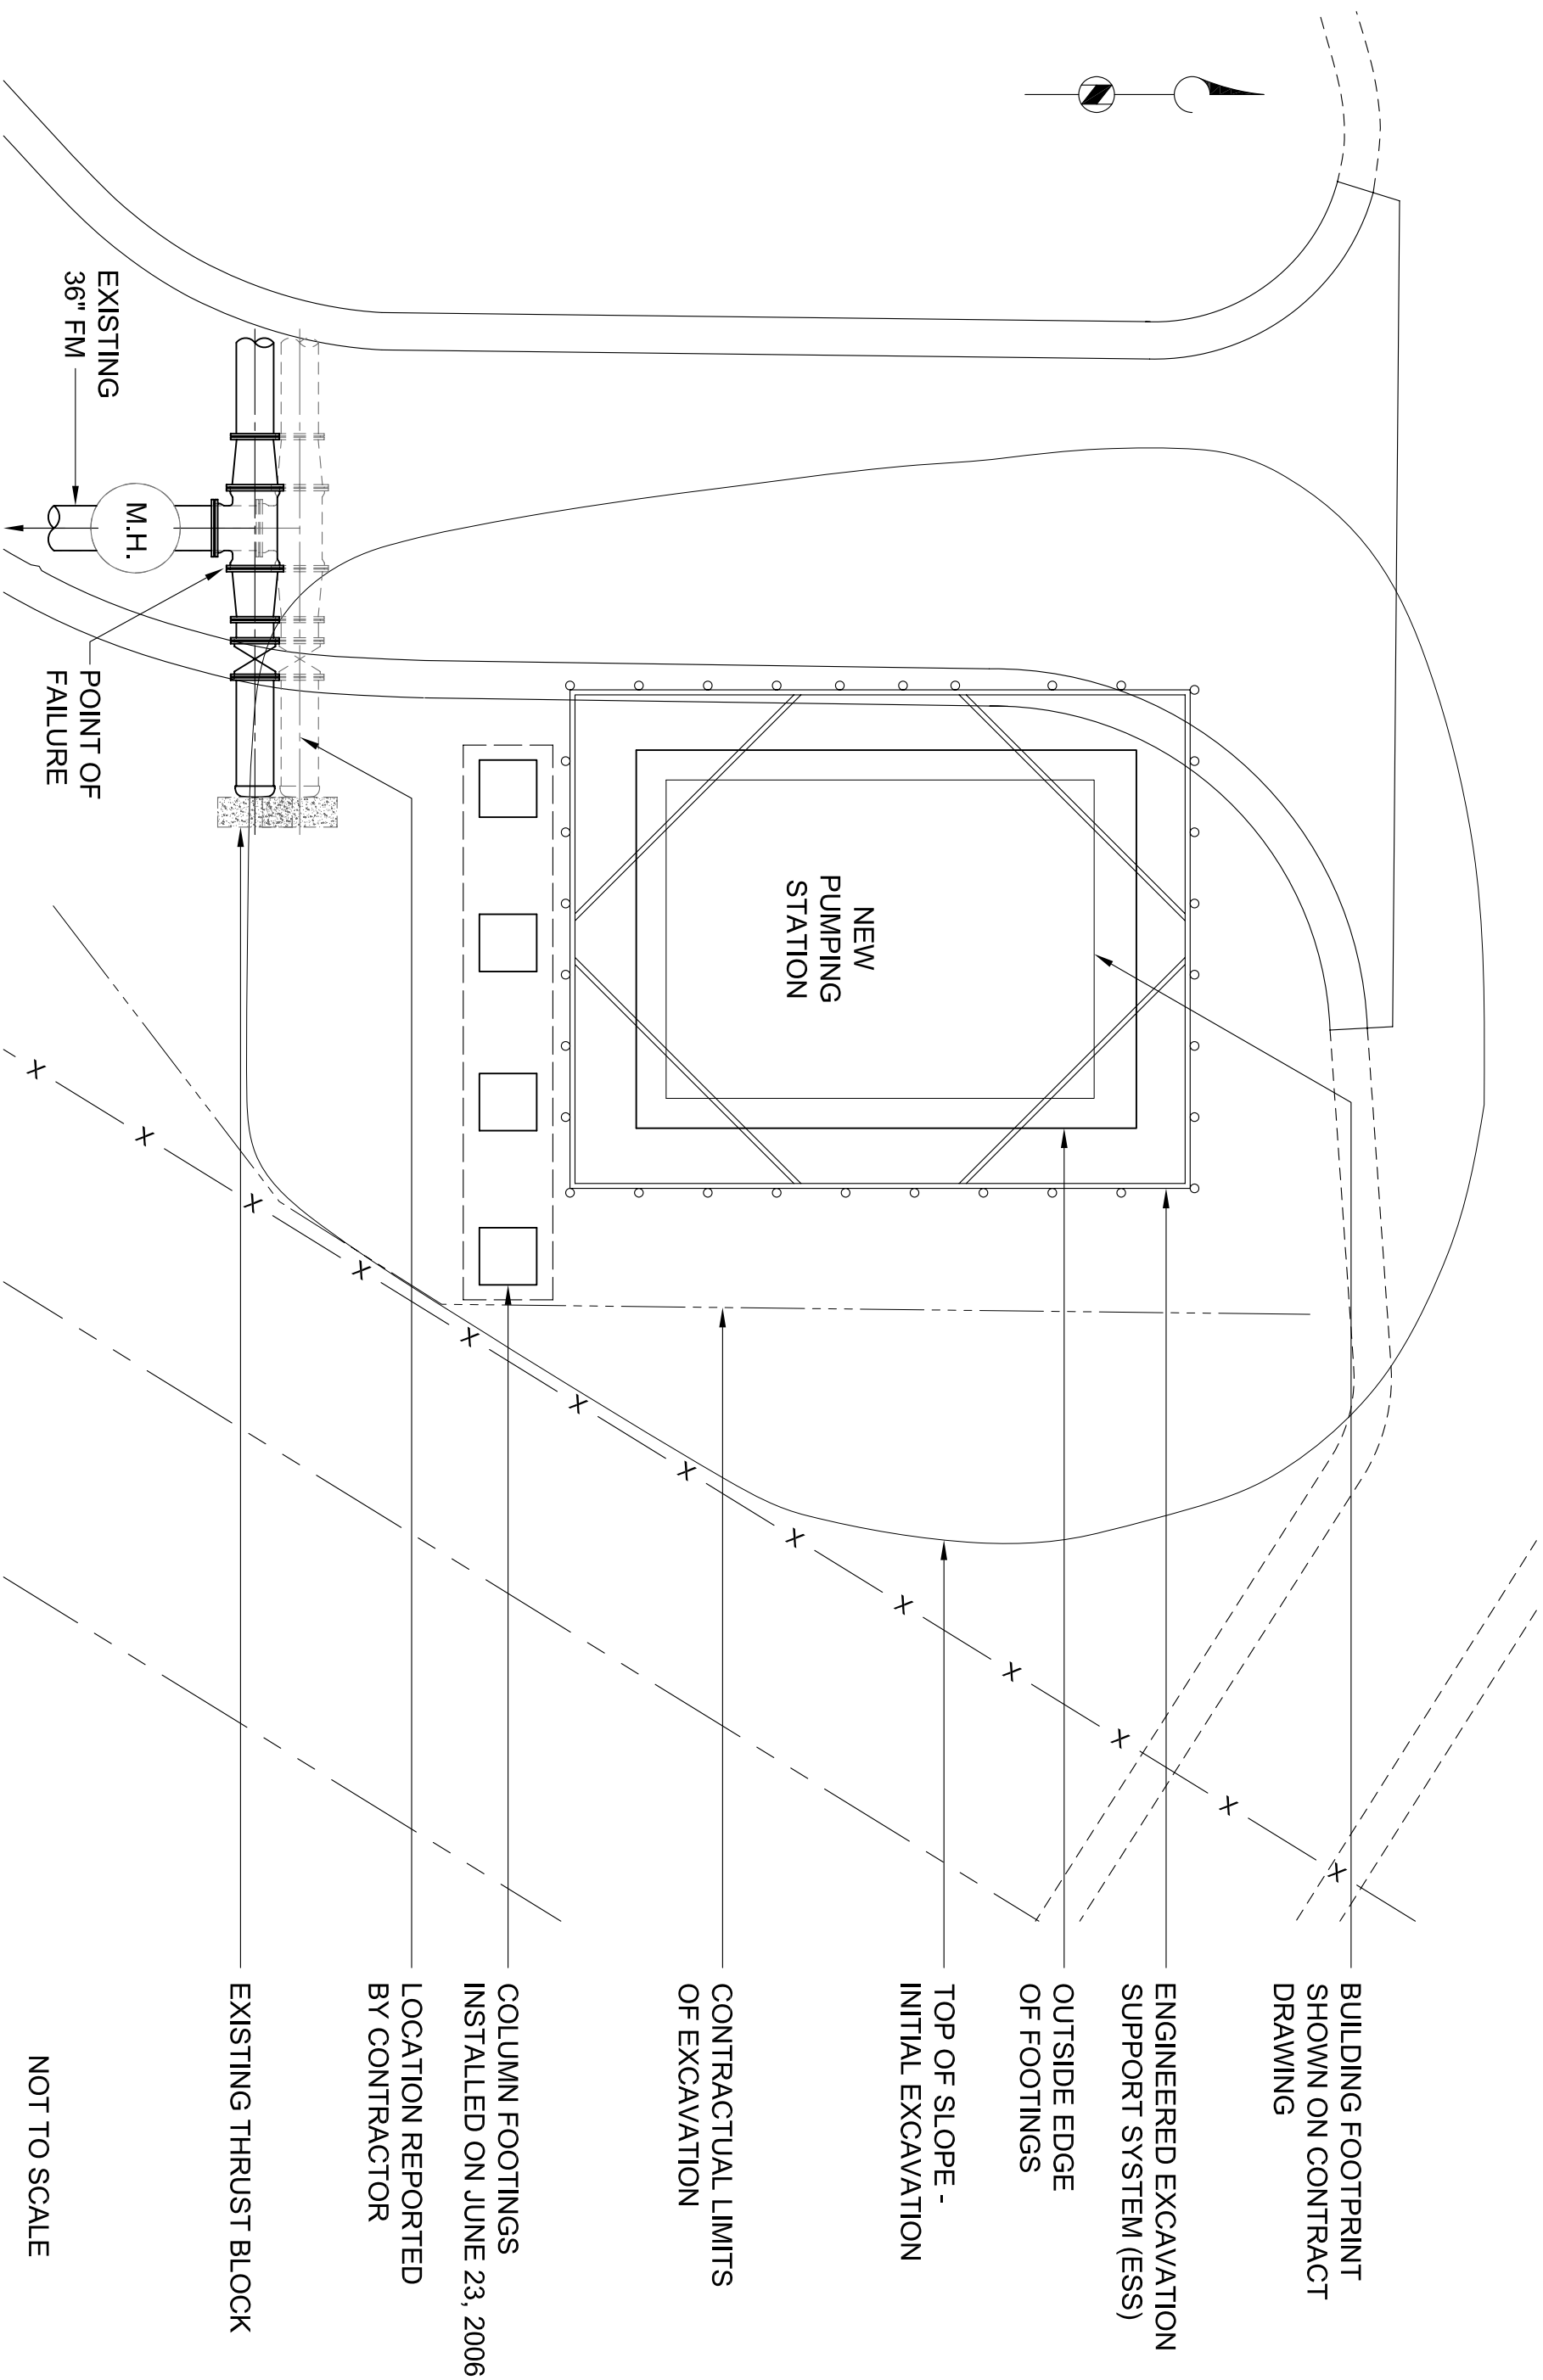 BUILDING FOOTPRINT
SHOWN ON CONTRACT
DRAWING
ENGINEERED EXCAVATION
SUPPORT SYSTEM (ESS)
OUTSIDE EDGE
OF FOOTINGS
TOP OF SLOPE -
INITIAL EXCAVATION
CONTRACTUAL LIMITS
OF EXCAVATION
COLUMN FOOTINGS
INSTALLED ON JUNE 23, 2006
LOCATION REPORTED
BY CONTRACTOR
EXISTING THRUST BLOCK
NOT TO SCALE
NEW
PUMPING
STATION
EXISTING
36" FM
M.H.
POINT OF
FAILURE
X
X
X
X
X
X
X
X
X
X
X
X
X